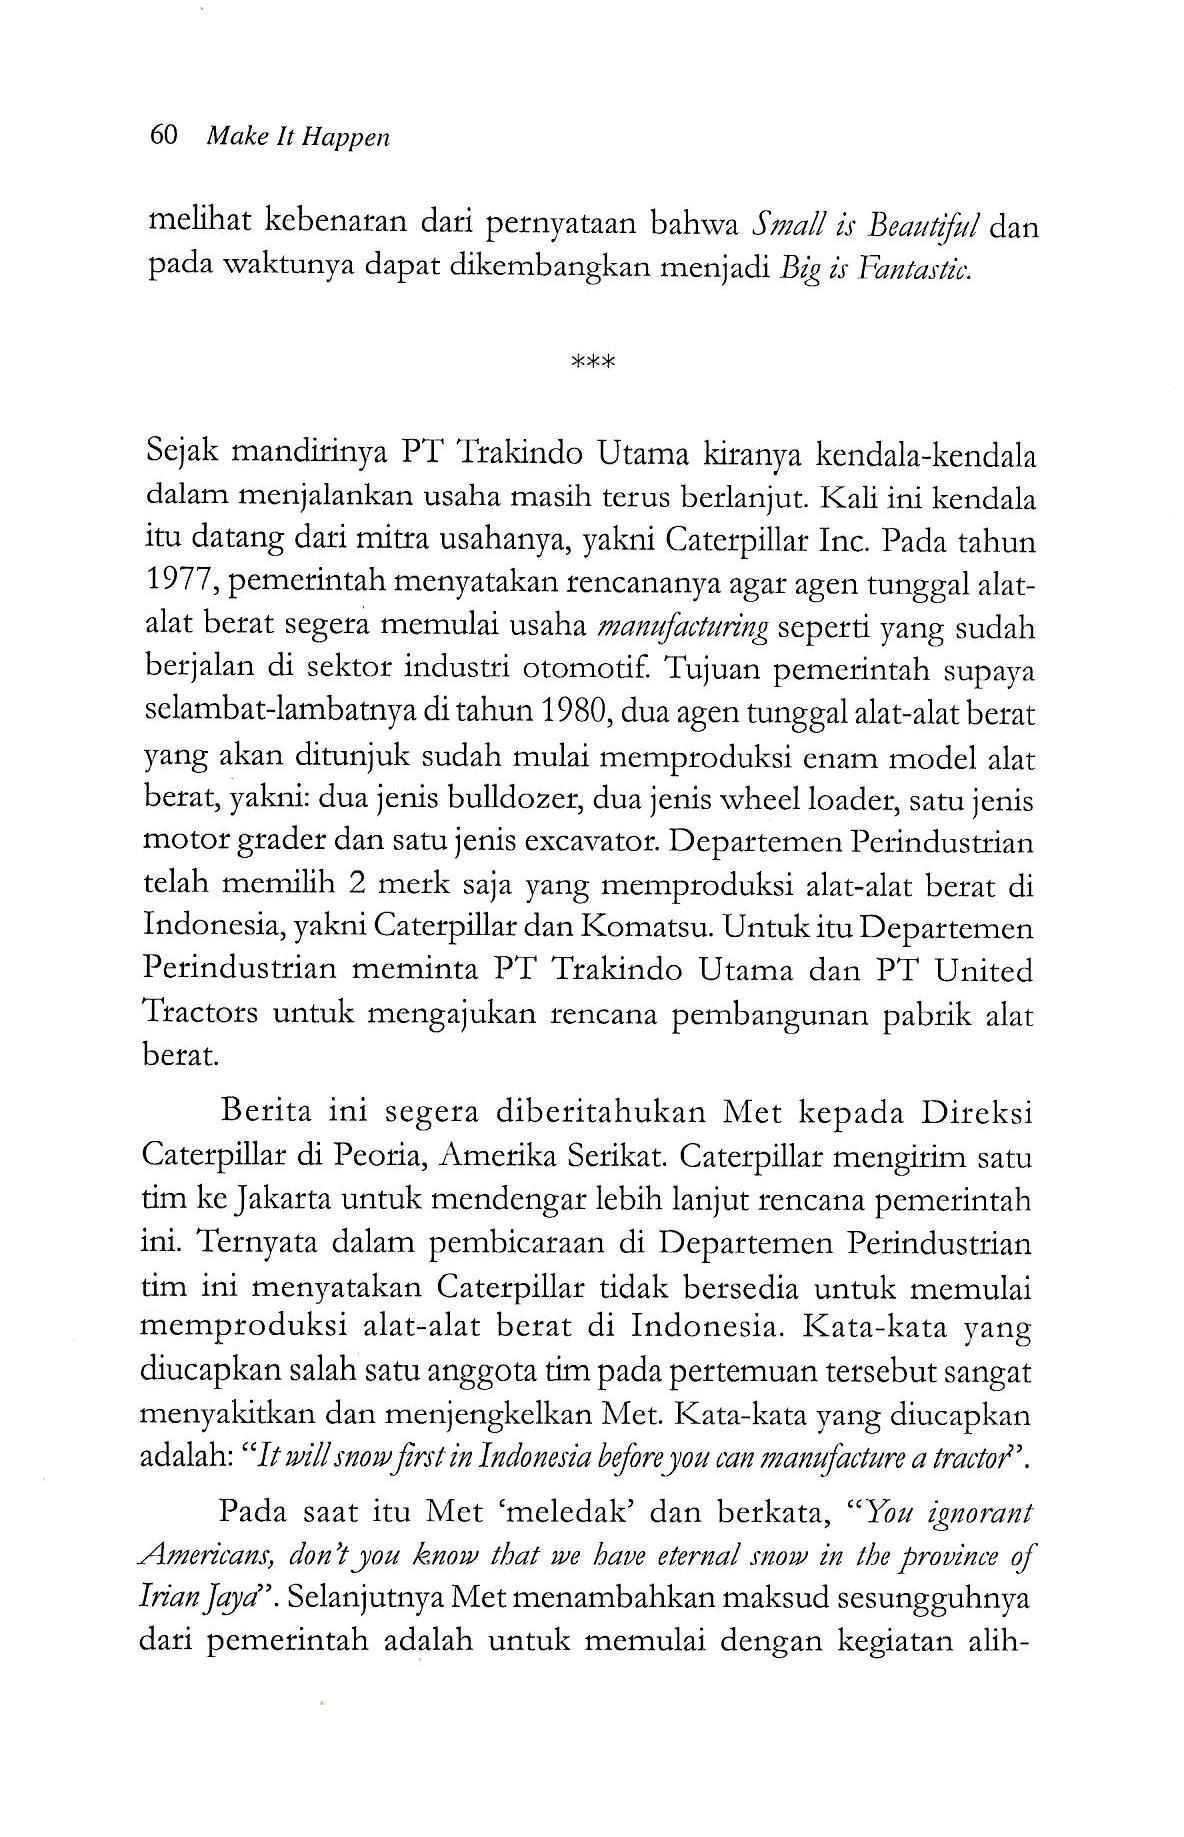 60 Make It Happen
melihat kebenaran dari pernyataan bahwa Small is Beautiful dan
pada waktunya dapat dikembangkan menjadi Big is Fantastic.
***
Sejak mandirinya PT Trakindo Utama kiranya kendala-kendala
dalam menjalankan usaha masih terus berlanjut. Kali ini kendala
itu datang dari mitra usahanya, yakni Caterpillar Inc. Pada tahun
1977, pemerintah menyatakan rencananya agar agen tunggal alat-
alat berat segera memulai usaha manufacturing seperti yang sudah
berjalan di sektor industri otomotif. Tujuan pemerintah supaya
selambat-lambatnya di tahun 1980, dua agen tunggal alat-alat berat
yang akan ditunjuk sudah mulai memproduksi enam model alat
berat, yakni: dua jenis bulldozer, dua jenis wheel loader, satu jenis
motor grader dan satu jenis excavator. Departemen Perindustrian
telah memilih 2 merk saja yang memproduksi alat-alat berat di
Indonesia, yakni Caterpillar dan Komatsu. Untuk itu Departemen
Perindustrian meminta PT Trakindo Utama dan PT United
Tractors untuk mengajukan rencana pembangunan pabrik alat
berat.
Berita ini segera diberitahukan Met kepada Direksi
Caterpillar di Peoria, Amerika Serikat. Caterpillar mengirim satu
tim ke Jakarta untuk mendengar lebih lanjut rencana pemerintah
ini. Ternyata dalam pembicaraan di Departemen Perindustrian
tim ini menyatakan Caterpillar tidak bersedia untuk memulai
memproduksi alat-alat berat di Indonesia. Kata-kata yang
diucapkan salah satu anggota tim pada pertemuan tersebut sangat
menyakitkan dan menjengkelkan Met. Kata-kata yang diucapkan
adalah: “It will snow first in Indonesia before you can manufacture a tractor”.
Pada saat itu Met ‘meledak’ dan berkata, “You ignorant
Americans, don’t you know that we have eternal snow in the province of
Irian Jaya”. Selanjutnya Met menambahkan maksud sesungguhnya
dari pemerintah adalah untuk memulai dengan kegiatan alih-